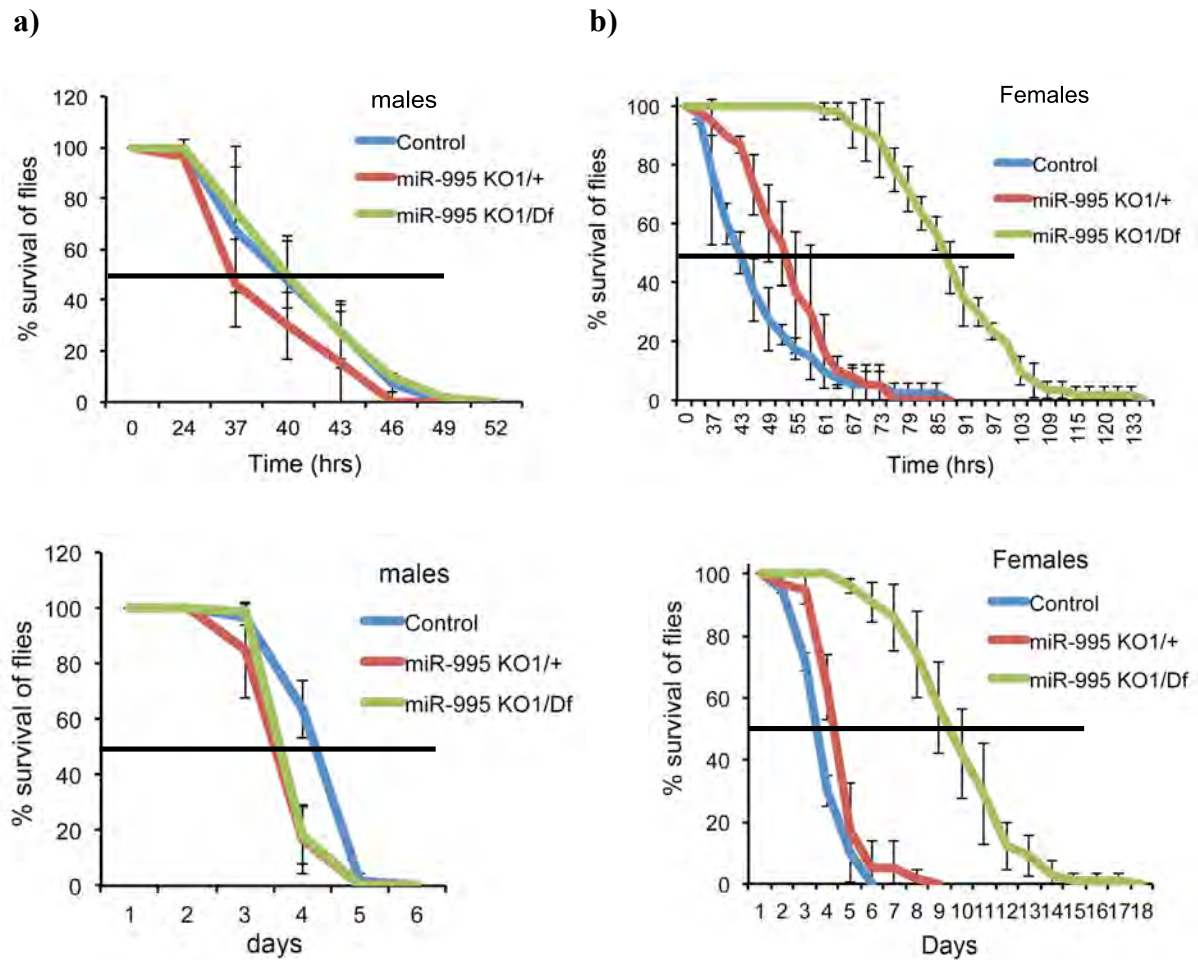 a)
b)
males
120
100
80
60
40
20
0
% survival of flies
Control
miR-995 KO1/+
miR-995 KO1/Df
0 24 37 40 43 46 49 52
Time (hrs)
Females
100
80
60
40
20
0
% survival of flies
Control
miR-995 KO1/+
miR-995 KO1/Df
0 37 43 49 55 61 67 73 79 85 91 97 103 109 115 120 133
Time (hrs)
males
120
100
80
60
40
20
0
% survival of flies
Control
miR-995 KO1/+
miR-995 KO1/Df
1 2 3 4 5 6
days
Females
100
80
60
40
20
0
% survival of flies
Control
miR-995 KO1/+
miR-995 KO1/Df
1 2 3 4 5 6 7 8 9 10 11 12 13 14 15 16 17 18
Days